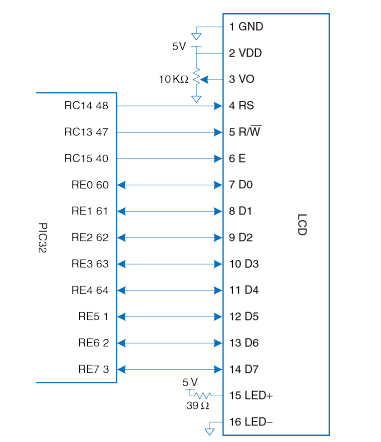 1 GND
5V
2 VDD
10 KΩ
3 VO
RC14 48
4 RS
RC13 47
5 R/W̅
RC15 40
6 E
RE0 60
7 D0
RE1 61
8 D1
RE2 62
9 D2
RE3 63
10 D3
RE4 64
11 D4
RE5 1
12 D5
RE6 2
13 D6
RE7 3
14 D7
PIC32
LCD
5 V
39 Ω
15 LED+
16 LED−